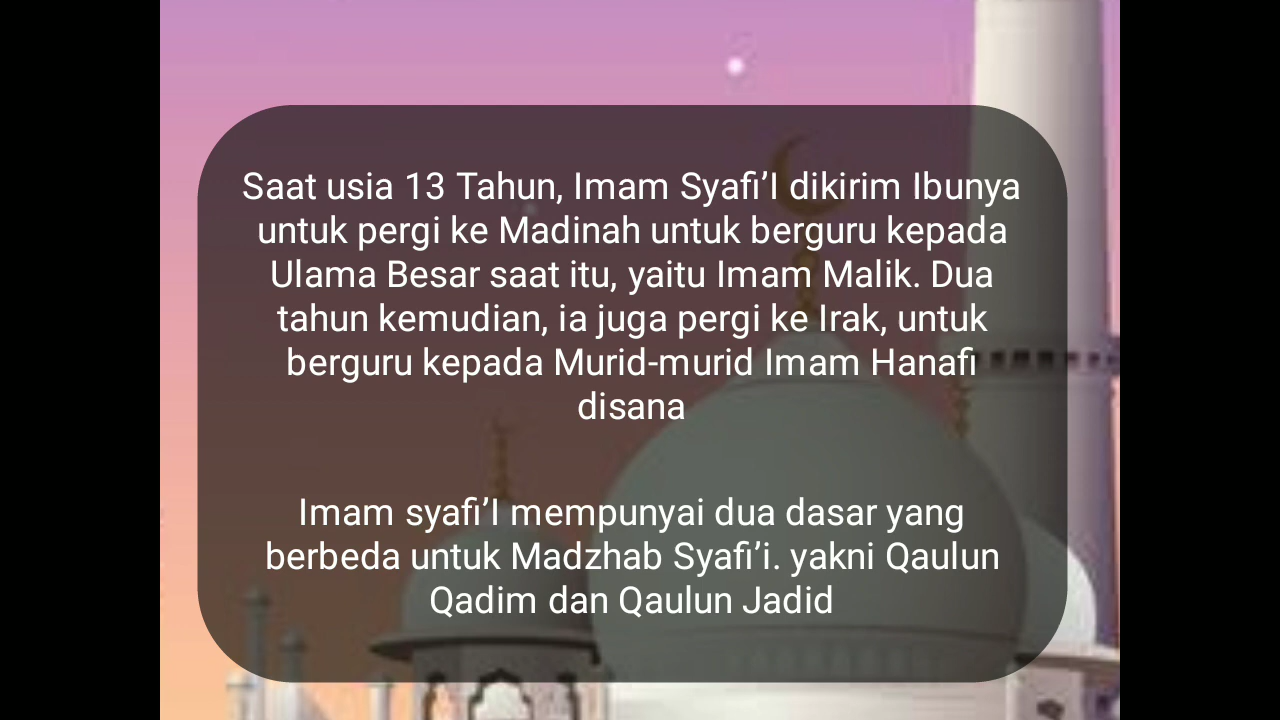 Saat usia 13 Tahun, Imam Syafi’I dikirim Ibunya
untuk pergi ke Madinah untuk berguru kepada
Ulama Besar saat itu, yaitu Imam Malik. Dua
tahun kemudian, ia juga pergi ke Irak, untuk
berguru kepada Murid-murid Imam Hanafi
disana
Imam syafi’I mempunyai dua dasar yang
berbeda untuk Madzhab Syafi’i. yakni Qaulun
Qadim dan Qaulun Jadid